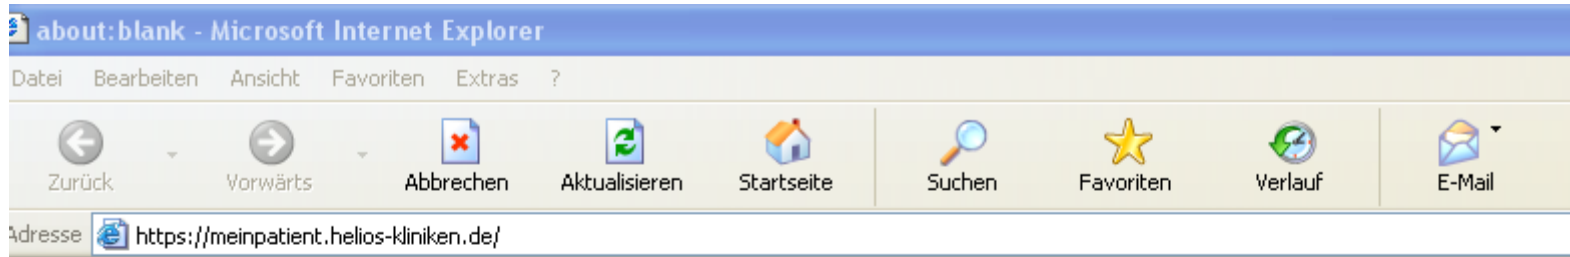 about:blank - Microsoft Internet Explorer
Datei Bearbeiten Ansicht Favoriten Extras ?
Zurück Vorwärts Abbrechen Aktualisieren Startseite Suchen Favoriten Verlauf E-Mail
Adresse https://meinpatient.helios-kliniken.de/